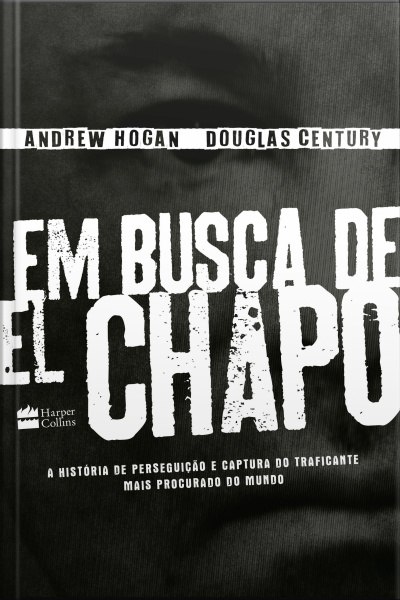 ANDREW HOGAN DOUGLAS CENTURY
EM BUSCA DE
EL CHAPO
Harper
Collins
A HISTÓRIA DE PERSEGUIÇÃO E CAPTURA DO TRAFICANTE
MAIS PROCURADO DO MUNDO